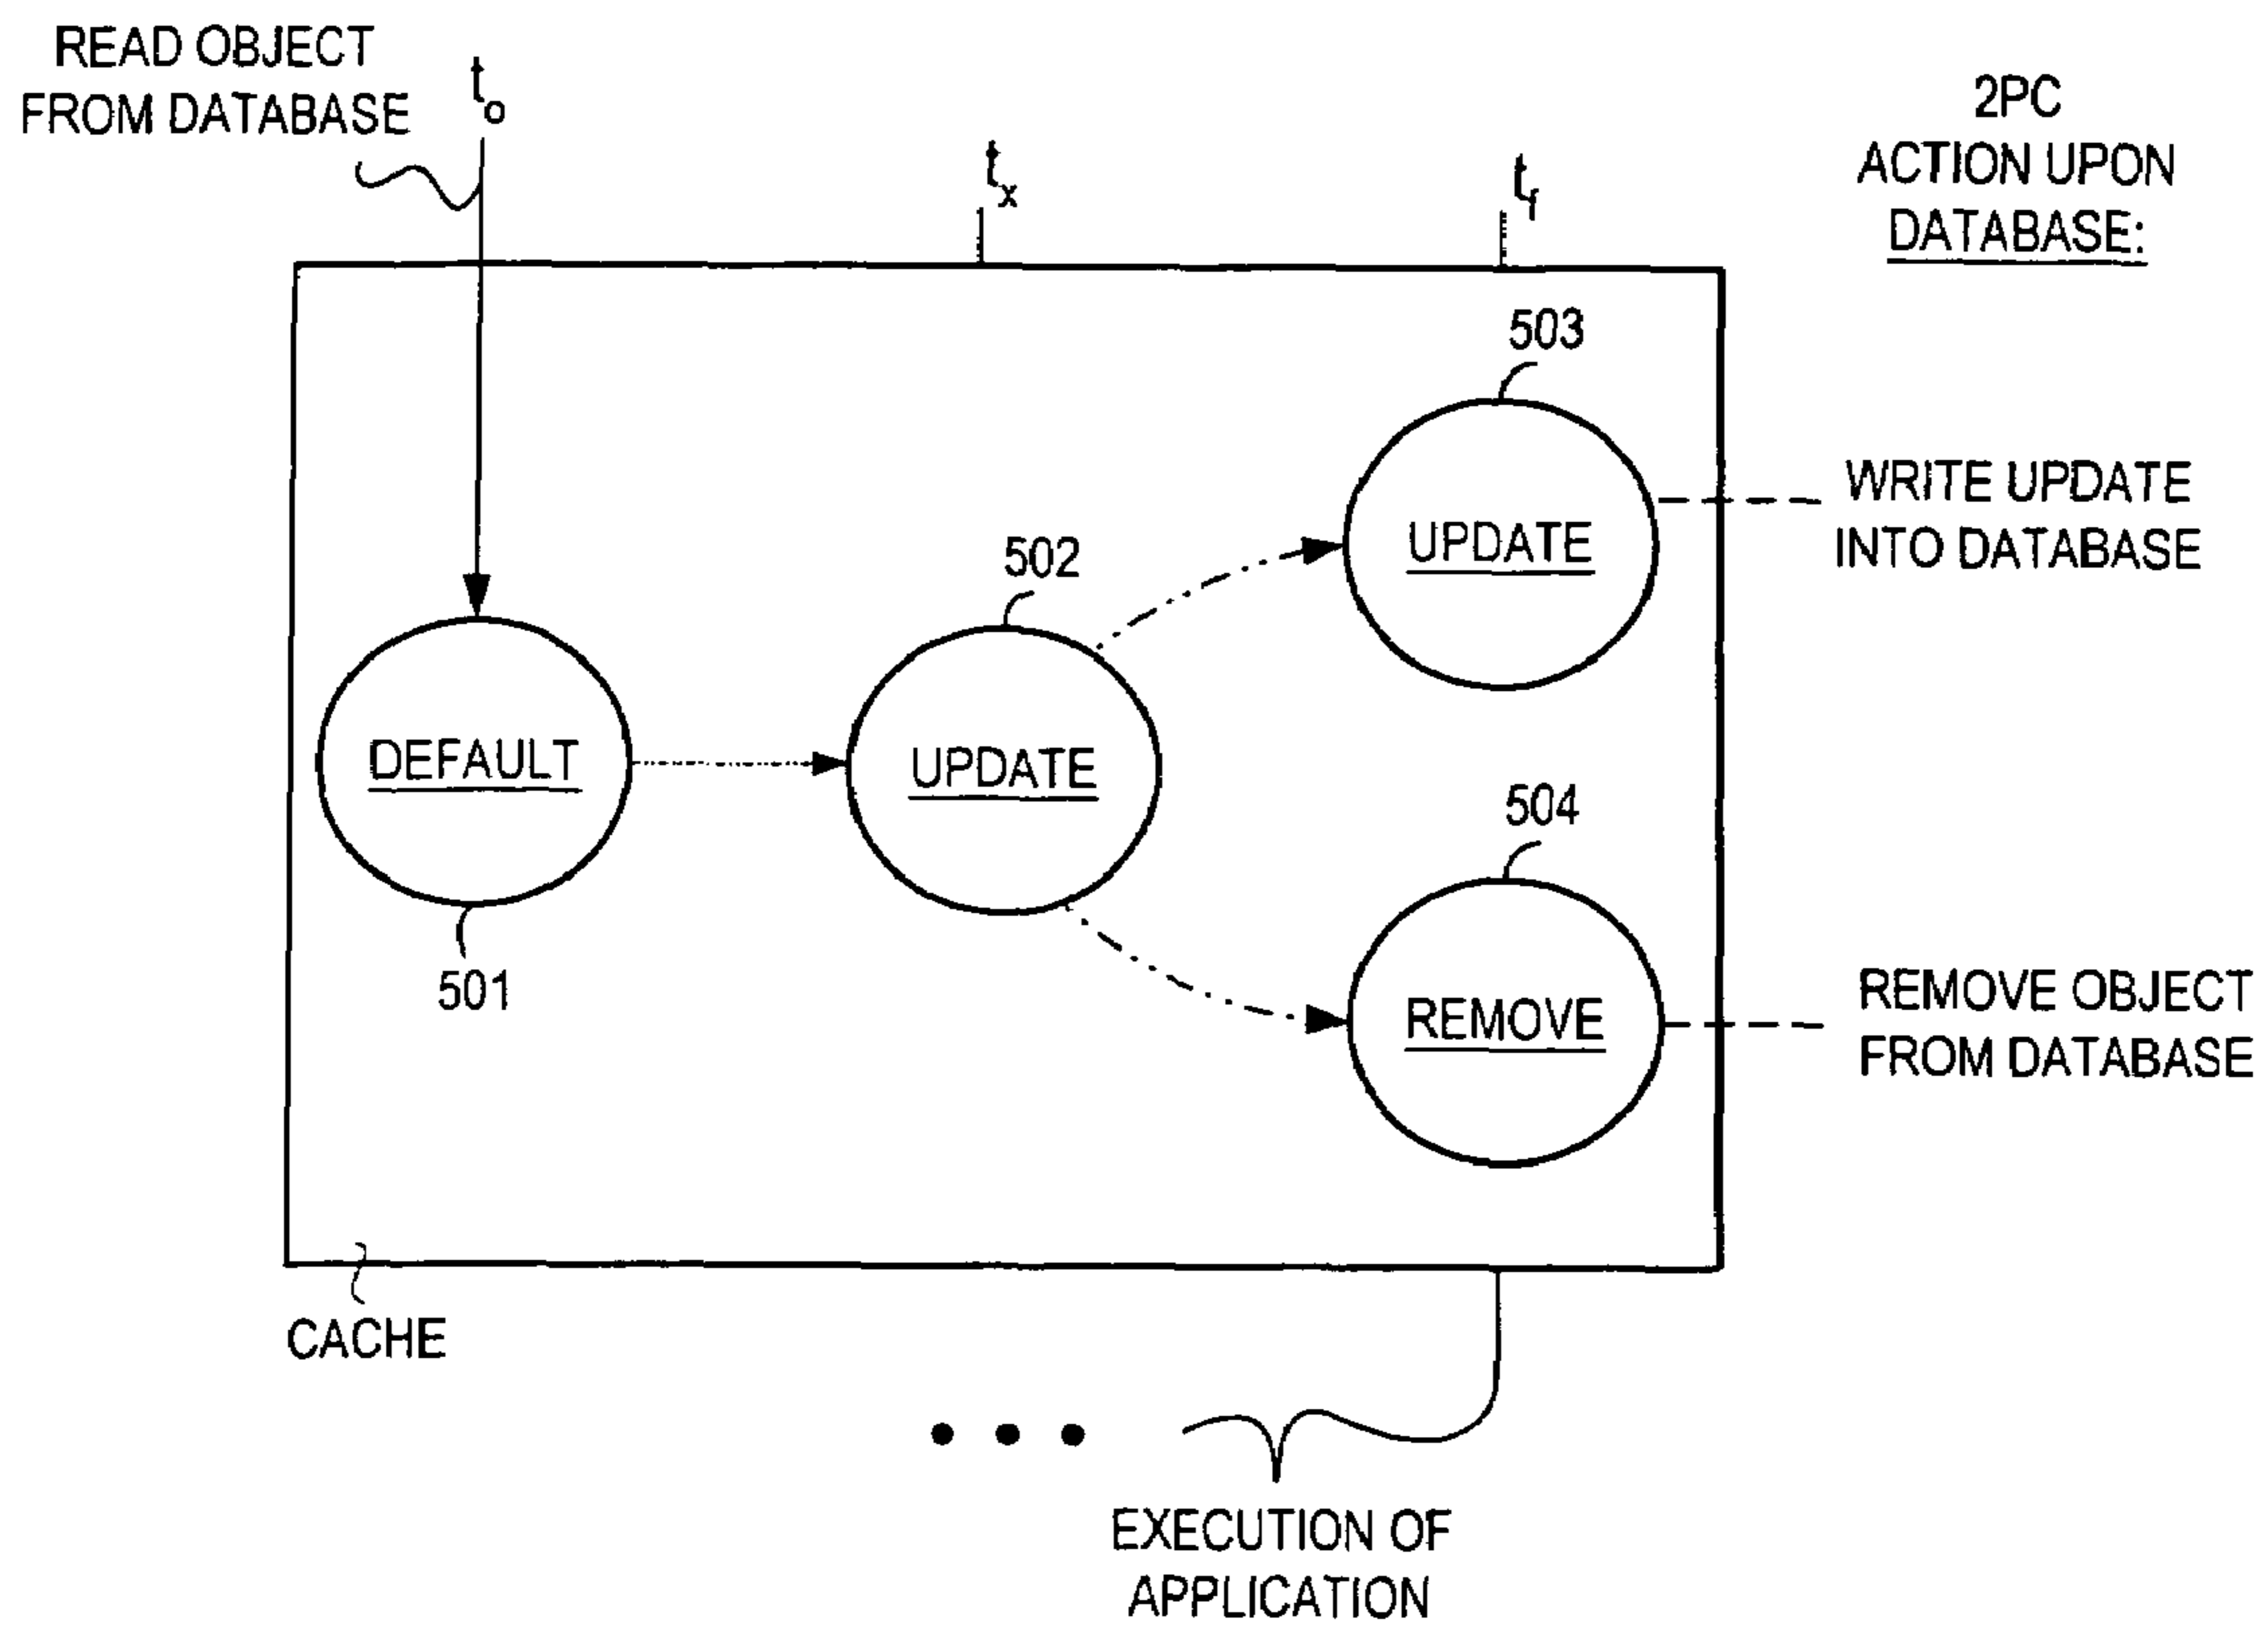 READ OBJECT
FROM DATABASE
t₀
tₓ
t_f
2PC
ACTION UPON
DATABASE:
503
UPDATE
WRITE UPDATE
INTO DATABASE
502
UPDATE
DEFAULT
501
504
REMOVE
REMOVE OBJECT
FROM DATABASE
CACHE
EXECUTION OF
APPLICATION